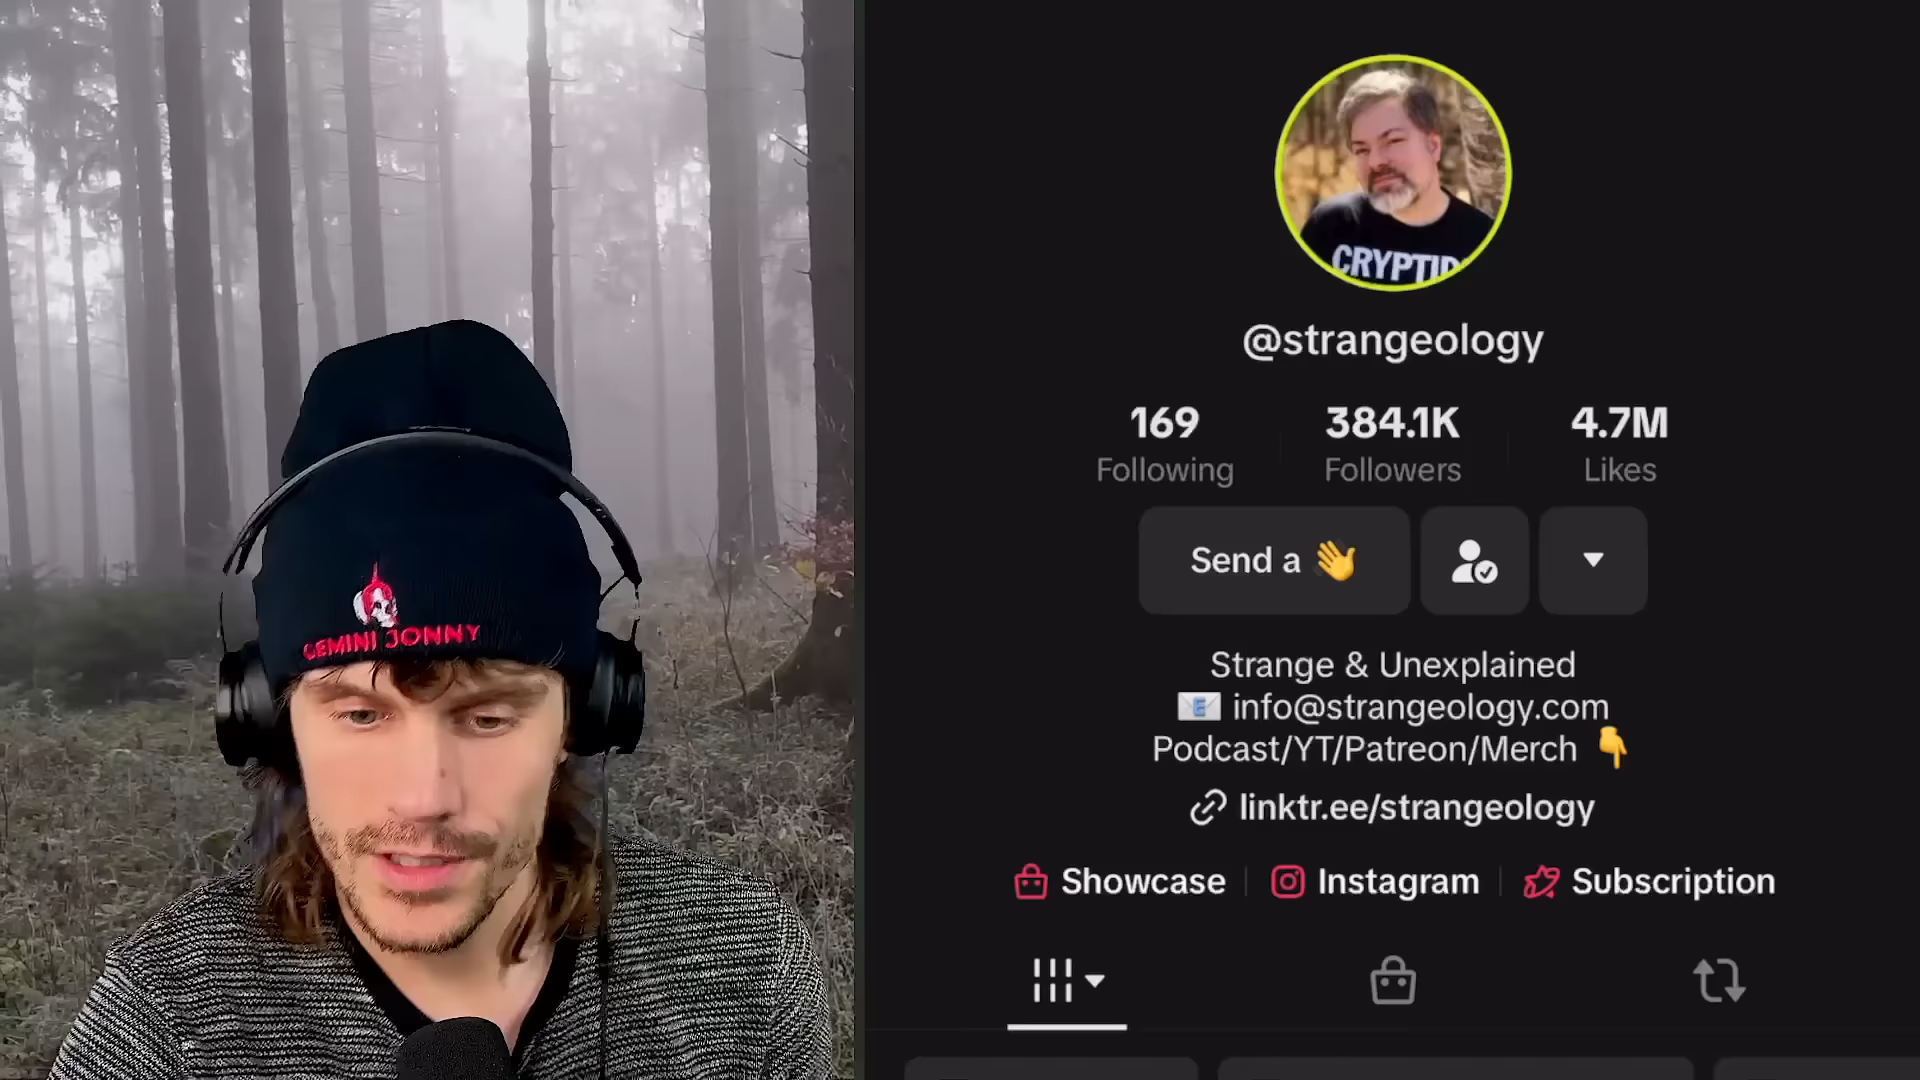 GEMINI JONNY
CRYPTID
@strangeology
169
Following
384.1K
Followers
4.7M
Likes
Send a 👋
Strange & Unexplained
📧 info@strangeology.com
Podcast/YT/Patreon/Merch 👇
linktr.ee/strangeology
Showcase
Instagram
Subscription